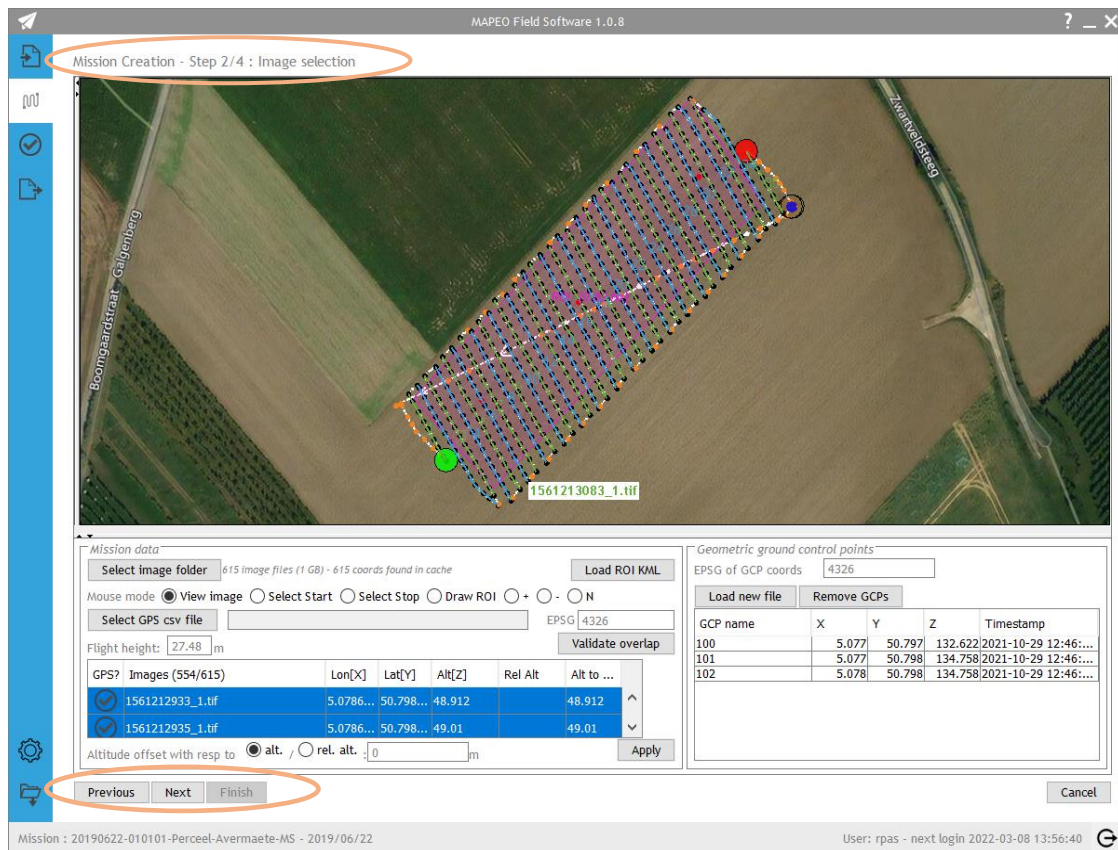 MAPEO Field Software 1.0.8
? _ X
Mission Creation - Step 2/4 : Image selection
Zwartveldsteeg
Galgenberg
Boomgaardstraat
1561213083_1.tif
Mission data
Select image folder 615 image files (1 GB) - 615 coords found in cache Load ROI KML
Mouse mode View image Select Start Select Stop Draw ROI + - N
Select GPS csv file EPSG 4326
Flight height: 27.48 m Validate overlap
GPS? Images (554/615) Lon[X] Lat[Y] Alt[Z] Rel Alt Alt to ...
1561212933_1.tif 5.0786... 50.798... 48.912 48.912
1561212935_1.tif 5.0786... 50.798... 49.01 49.01
Altitude offset with resp to alt. / rel. alt. : 0 m Apply
Geometric ground control points
EPSG of GCP coords 4326
Load new file Remove GCPs
GCP name X Y Z Timestamp
100 5.077 50.797 132.622 2021-10-29 12:46:...
101 5.077 50.798 134.758 2021-10-29 12:46:...
102 5.078 50.798 134.758 2021-10-29 12:46:...
Previous Next Finish Cancel
Mission : 20190622-010101-Perceel-Avermaete-MS - 2019/06/22 User: rpas - next login 2022-03-08 13:56:40